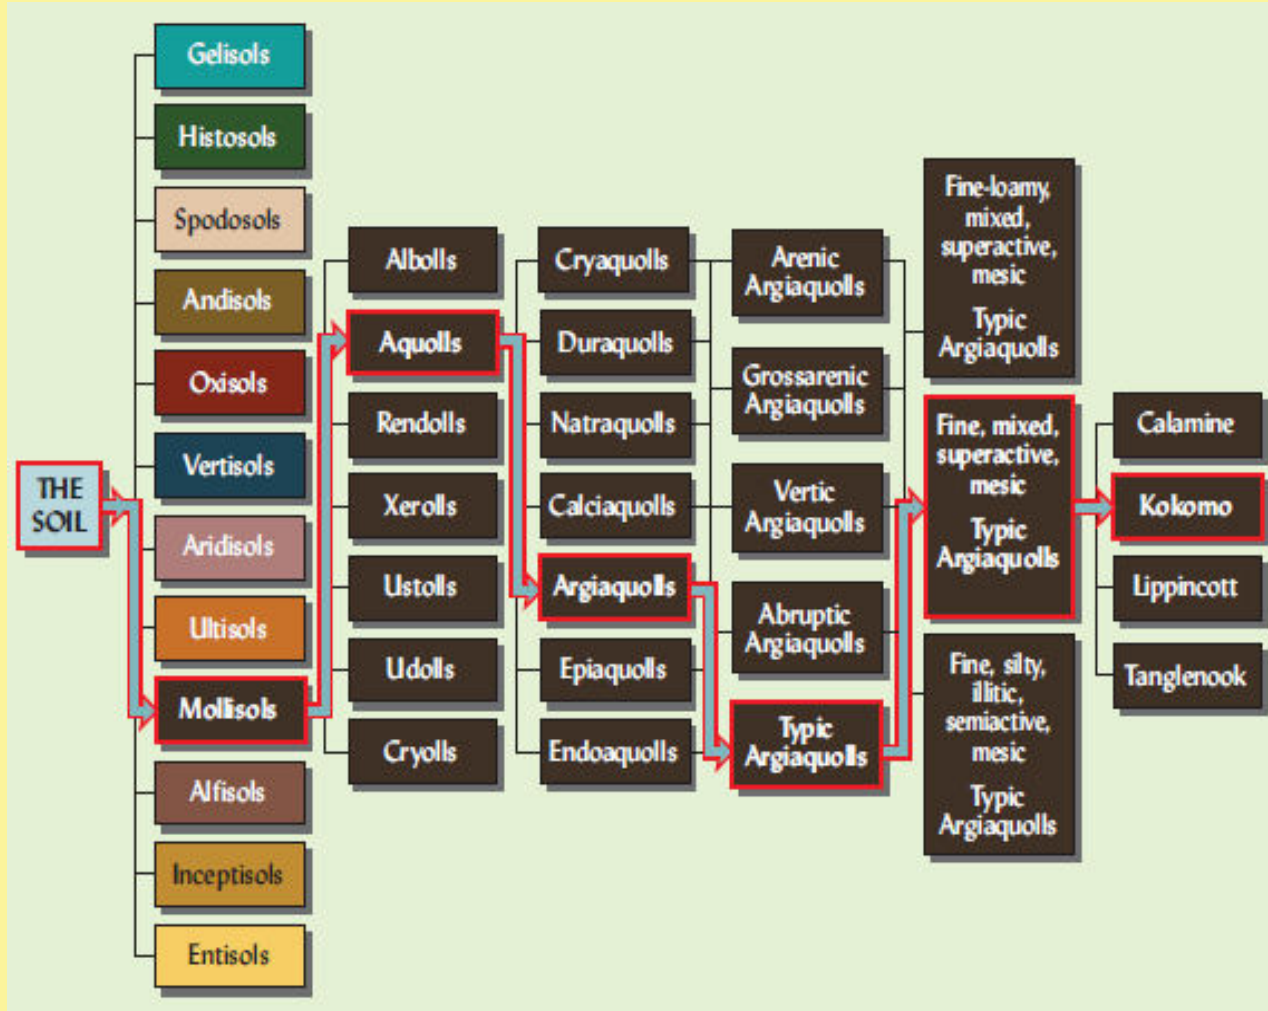 THE
SOIL
Gelisols
Histosols
Spodosols
Andisols
Oxisols
Vertisols
Aridisols
Ultisols
Mollisols
Alfisols
Inceptisols
Entisols
Albolls
Aquolls
Rendolls
Xerolls
Ustolls
Udolls
Cryolls
Cryaquolls
Duraquolls
Natraquolls
Calciaquolls
Argiaquolls
Epiaquolls
Endoaquolls
Arenic
Argiaquolls
Grossarenic
Argiaquolls
Vertic
Argiaquolls
Abruptic
Argiaquolls
Typic
Argiaquolls
Fine-loamy,
mixed,
superactive,
mesic
Typic
Argiaquolls
Fine, mixed,
superactive,
mesic
Typic
Argiaquolls
Fine, silty,
illitic,
semiactive,
mesic
Typic
Argiaquolls
Calamine
Kokomo
Lippincott
Tanglenook